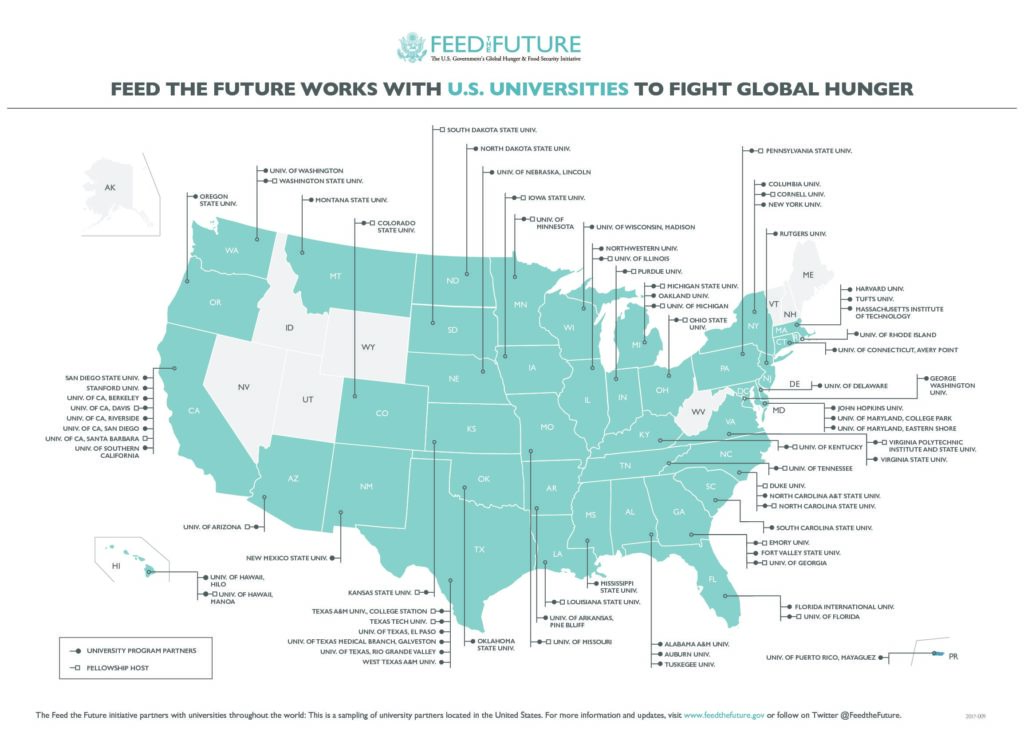 FEED THE FUTURE
The U.S. Government's Global Hunger & Food Security Initiative
FEED THE FUTURE WORKS WITH U.S. UNIVERSITIES TO FIGHT GLOBAL HUNGER
SOUTH DAKOTA STATE UNIV.
NORTH DAKOTA STATE UNIV.
PENNSYLVANIA STATE UNIV.
UNIV. OF WASHINGTON
WASHINGTON STATE UNIV.
UNIV. OF NEBRASKA, LINCOLN
COLUMBIA UNIV.
CORNELL UNIV.
NEW YORK UNIV.
AK
OREGON
STATE UNIV.
MONTANA STATE UNIV.
IOWA STATE UNIV.
COLORADO
STATE UNIV.
UNIV. OF
MINNESOTA
UNIV. OF WISCONSIN, MADISON
RUTGERS UNIV.
NORTHWESTERN UNIV.
UNIV. OF ILLINOIS
PURDUE UNIV.
MICHIGAN STATE UNIV.
OAKLAND UNIV.
UNIV. OF MICHIGAN
OHIO STATE
UNIV.
HARVARD UNIV.
TUFTS UNIV.
MASSACHUSETTS INSTITUTE
OF TECHNOLOGY
UNIV. OF RHODE ISLAND
UNIV. OF CONNECTICUT, AVERY POINT
WA
MT
ND
MN
ME
VT
NH
OR
ID
WY
SD
WI
MI
NY
MA
CT
RI
NE
IA
PA
NJ
NV
UT
CO
IL
IN
OH
DE
DC
MD
CA
KS
MO
KY
WV
VA
AZ
NM
OK
AR
TN
NC
SC
TX
LA
MS
AL
GA
FL
SAN DIEGO STATE UNIV.
STANFORD UNIV.
UNIV. OF CA, BERKELEY
UNIV. OF CA, DAVIS
UNIV. OF CA, RIVERSIDE
UNIV. OF CA, SAN DIEGO
UNIV. OF CA, SANTA BARBARA
UNIV. OF SOUTHERN
CALIFORNIA
UNIV. OF DELAWARE
GEORGE
WASHINGTON
UNIV.
JOHN HOPKINS UNIV.
UNIV. OF MARYLAND, COLLEGE PARK
UNIV. OF MARYLAND, EASTERN SHORE
VIRGINIA POLYTECHNIC
INSTITUTE AND STATE UNIV.
VIRGINIA STATE UNIV.
UNIV. OF KENTUCKY
UNIV. OF TENNESSEE
DUKE UNIV.
NORTH CAROLINA A&T STATE UNIV.
NORTH CAROLINA STATE UNIV.
SOUTH CAROLINA STATE UNIV.
EMORY UNIV.
FORT VALLEY STATE UNIV.
UNIV. OF GEORGIA
UNIV. OF ARIZONA
NEW MEXICO STATE UNIV.
HI
UNIV. OF HAWAII,
HILO
UNIV. OF HAWAII,
MANOA
KANSAS STATE UNIV.
TEXAS A&M UNIV., COLLEGE STATION
TEXAS TECH UNIV.
UNIV. OF TEXAS, EL PASO
UNIV. OF TEXAS MEDICAL BRANCH, GALVESTON
UNIV. OF TEXAS, RIO GRANDE VALLEY
WEST TEXAS A&M UNIV.
OKLAHOMA
STATE UNIV.
MISSISSIPPI
STATE UNIV.
LOUISIANA STATE UNIV.
UNIV. OF ARKANSAS,
PINE BLUFF
UNIV. OF MISSOURI
ALABAMA A&M UNIV.
AUBURN UNIV.
TUSKEGEE UNIV.
FLORIDA INTERNATIONAL UNIV.
UNIV. OF FLORIDA
UNIV. OF PUERTO RICO, MAYAGUEZ
PR
UNIVERSITY PROGRAM PARTNERS
FELLOWSHIP HOST
The Feed the Future initiative partners with universities throughout the world: This is a sampling of university partners located in the United States. For more information and updates, visit www.feedthefuture.gov or follow on Twitter @FeedtheFuture.
2017-009